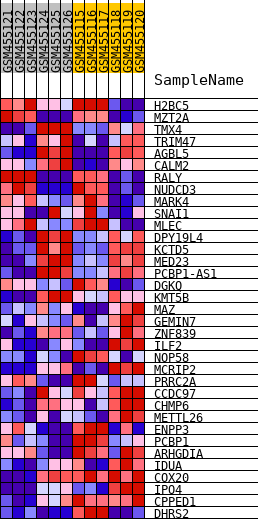 GSM455121
GSM455122
GSM455123
GSM455124
GSM455125
GSM455126
GSM455115
GSM455116
GSM455117
GSM455118
GSM455119
GSM455120
SampleName
H2BC5
MZT2A
TMX4
TRIM47
AGBL5
CALM2
RALY
NUDCD3
MARK4
SNAI1
MLEC
DPY19L4
KCTD5
MED23
PCBP1-AS1
DGKQ
KMT5B
MAZ
GEMIN7
ZNF839
ILF2
NOP58
MCRIP2
PRRC2A
CCDC97
CHMP6
METTL26
ENPP3
PCBP1
ARHGDIA
IDUA
COX20
IPO4
CPPED1
DHRS2